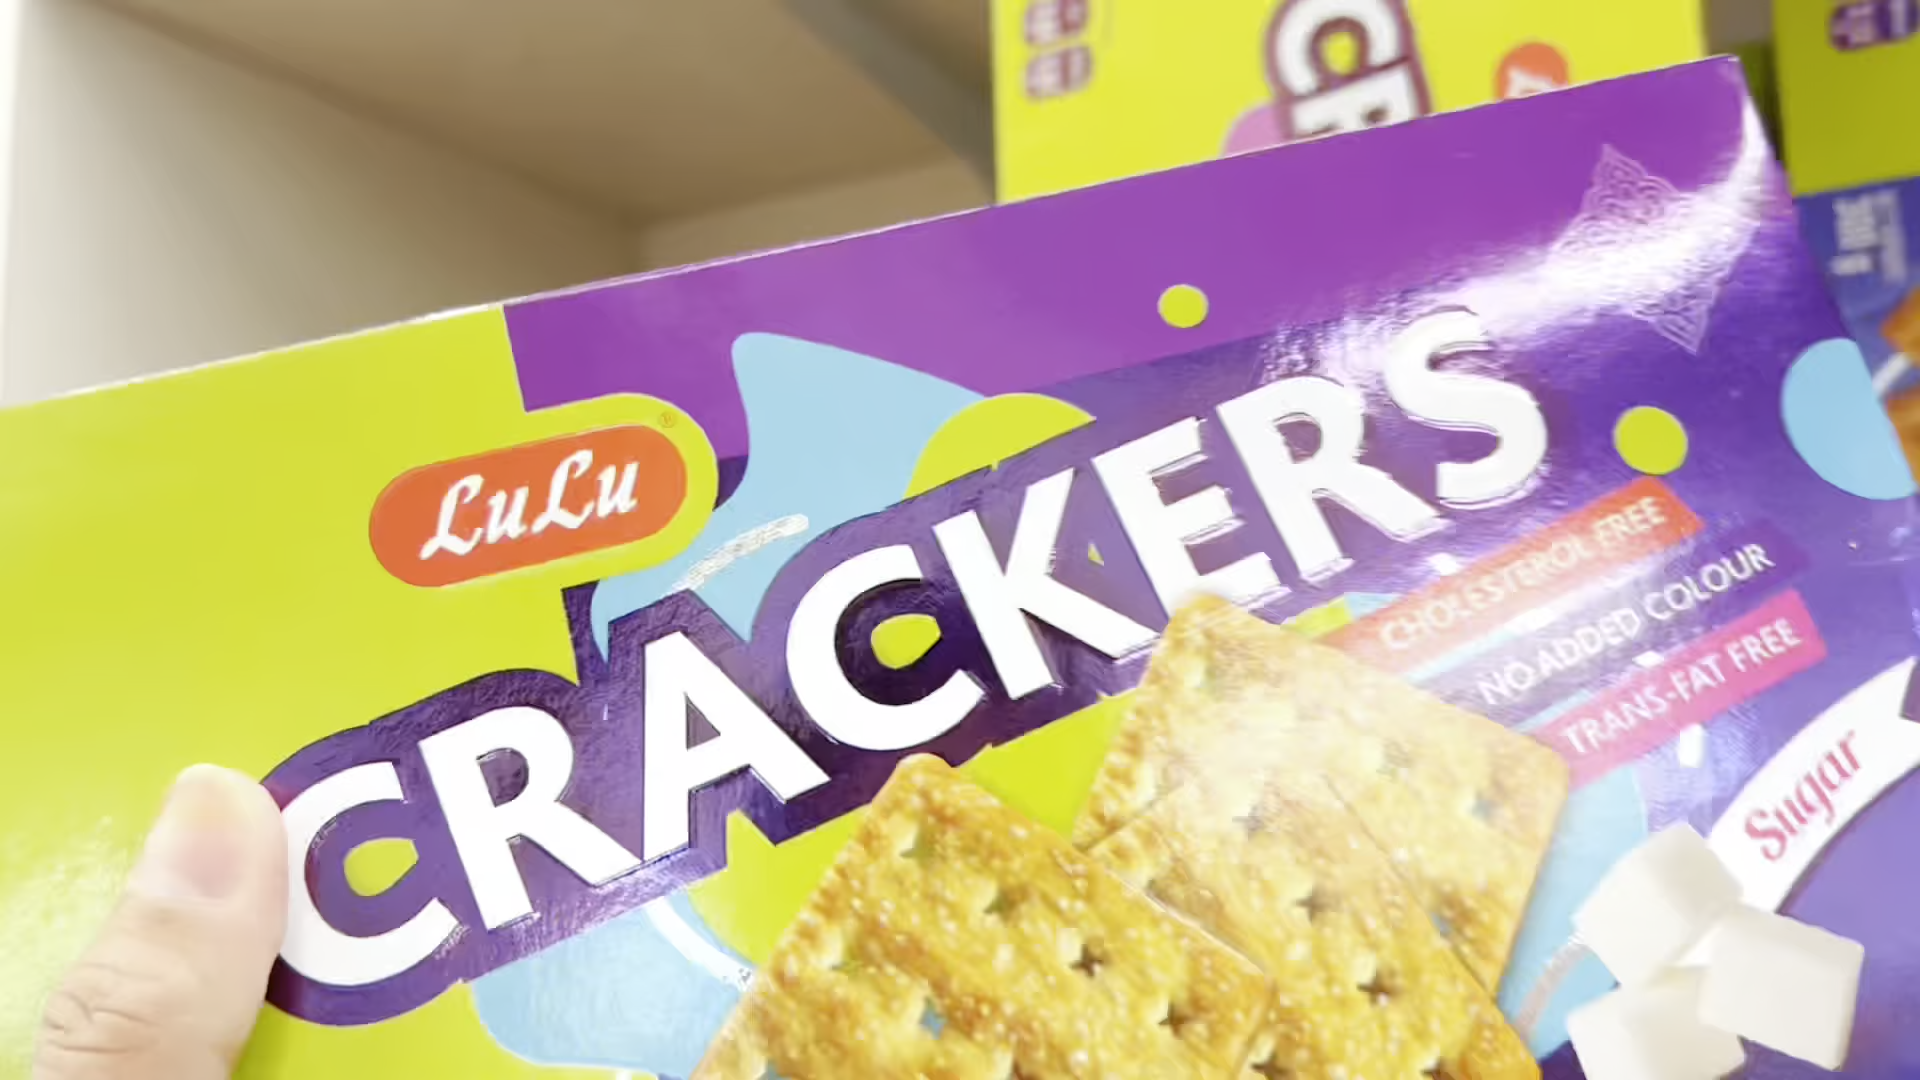 LuLu
®
CRACKERS
CHOLESTEROL FREE
NO ADDED COLOUR
TRANS-FAT FREE
Sugar